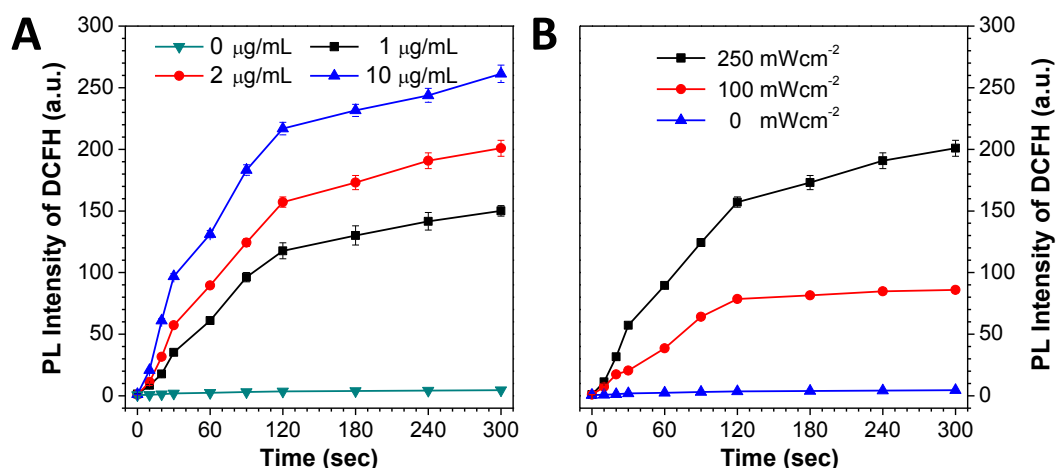 A
B
0 μg/mL
1 μg/mL
2 μg/mL
10 μg/mL
PL Intensity of DCFH (a.u.)
300
250
200
150
100
50
0
0 60 120 180 240 300
Time (sec)
250 mWcm⁻²
100 mWcm⁻²
0 mWcm⁻²
300
250
200
150
100
50
0
PL Intensity of DCFH (a.u.)
0 60 120 180 240 300
Time (sec)